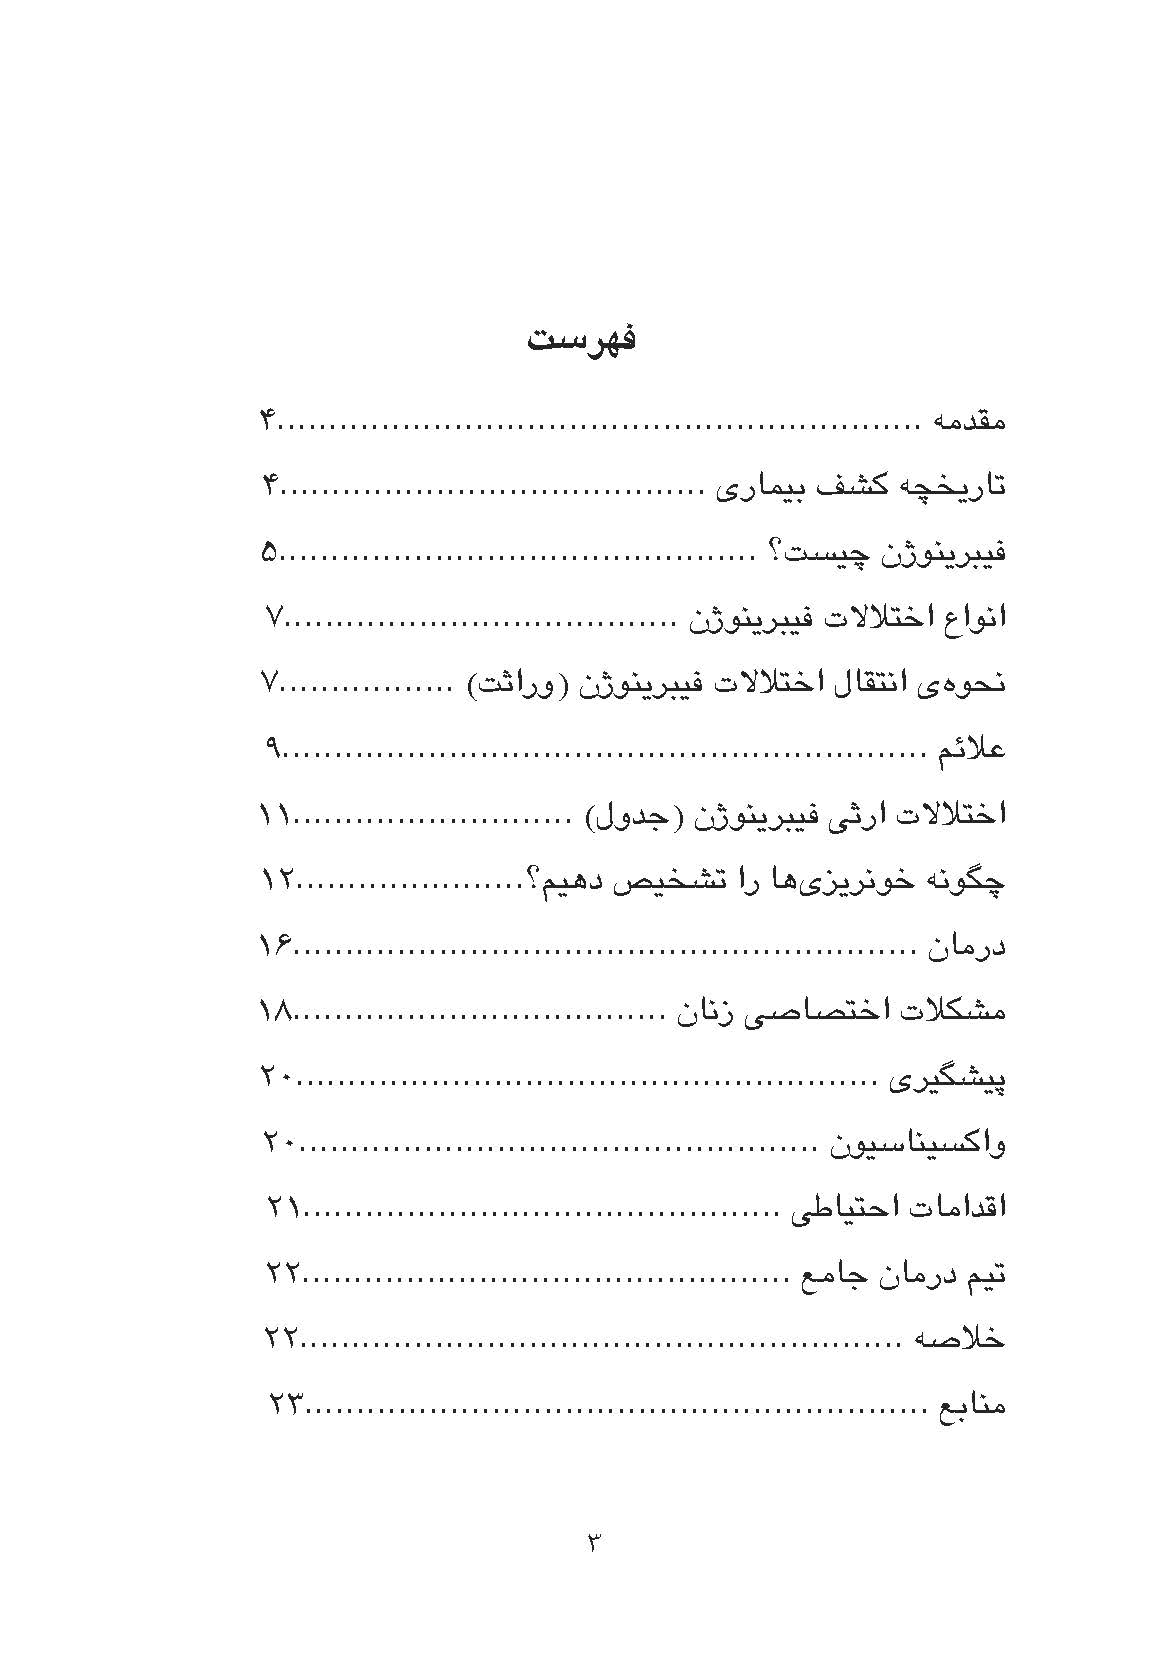 فهرست
مقدمه ..............................................................۴
تاریخچه کشف بیماری .........................................۴
فیبرینوژن چیست؟ ..............................................۵
انواع اختلالات فیبرینوژن ......................................۷
نحوه‌ی انتقال اختلالات فیبرینوژن (وراثت) .................۷
علائم ..............................................................۹
اختلالات ارثی فیبرینوژن (جدول) ...........................۱۱
چگونه خونریزی‌ها را تشخیص دهیم؟......................۱۲
درمان ............................................................۱۶
مشکلات اختصاصی زنان ....................................۱۸
پیشگیری ........................................................۲۰
واکسیناسیون ..................................................۲۰
اقدامات احتیاطی ..............................................۲۱
تیم درمان جامع ...............................................۲۲
خلاصه ..........................................................۲۲
منابع ............................................................۲۳
۳